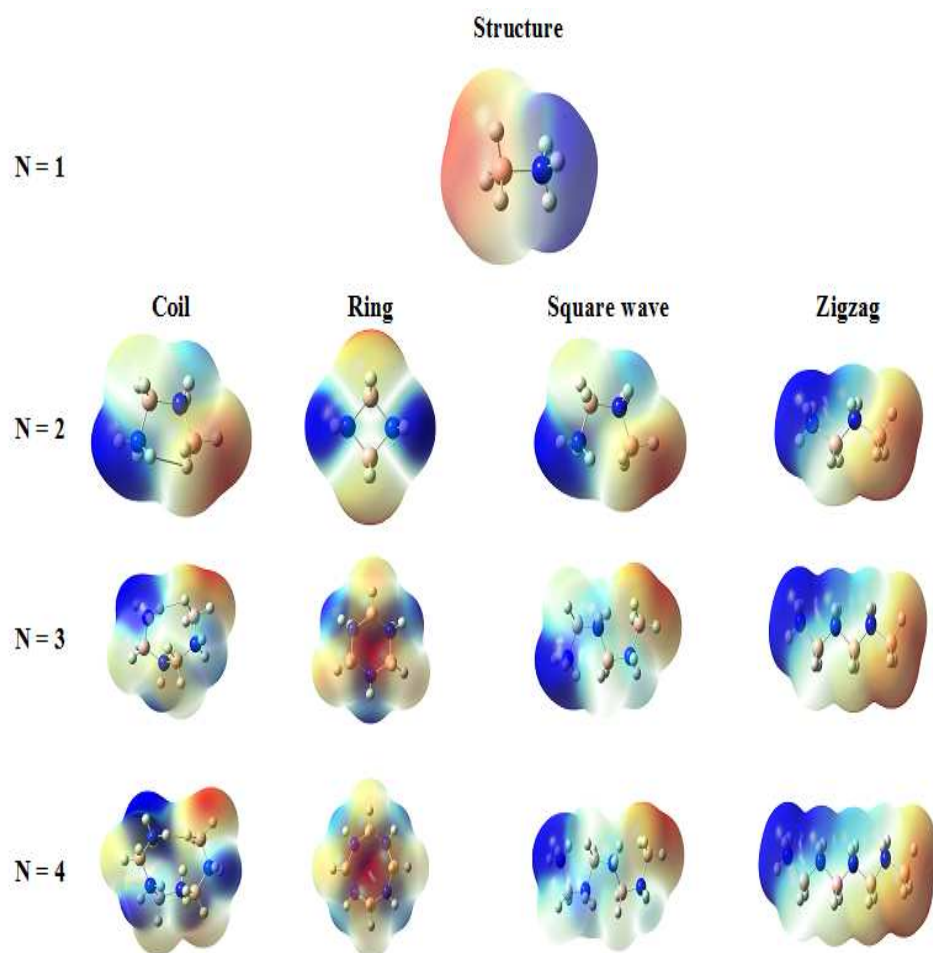 Structure
N = 1
Coil Ring Square wave Zigzag
N = 2
N = 3
N = 4